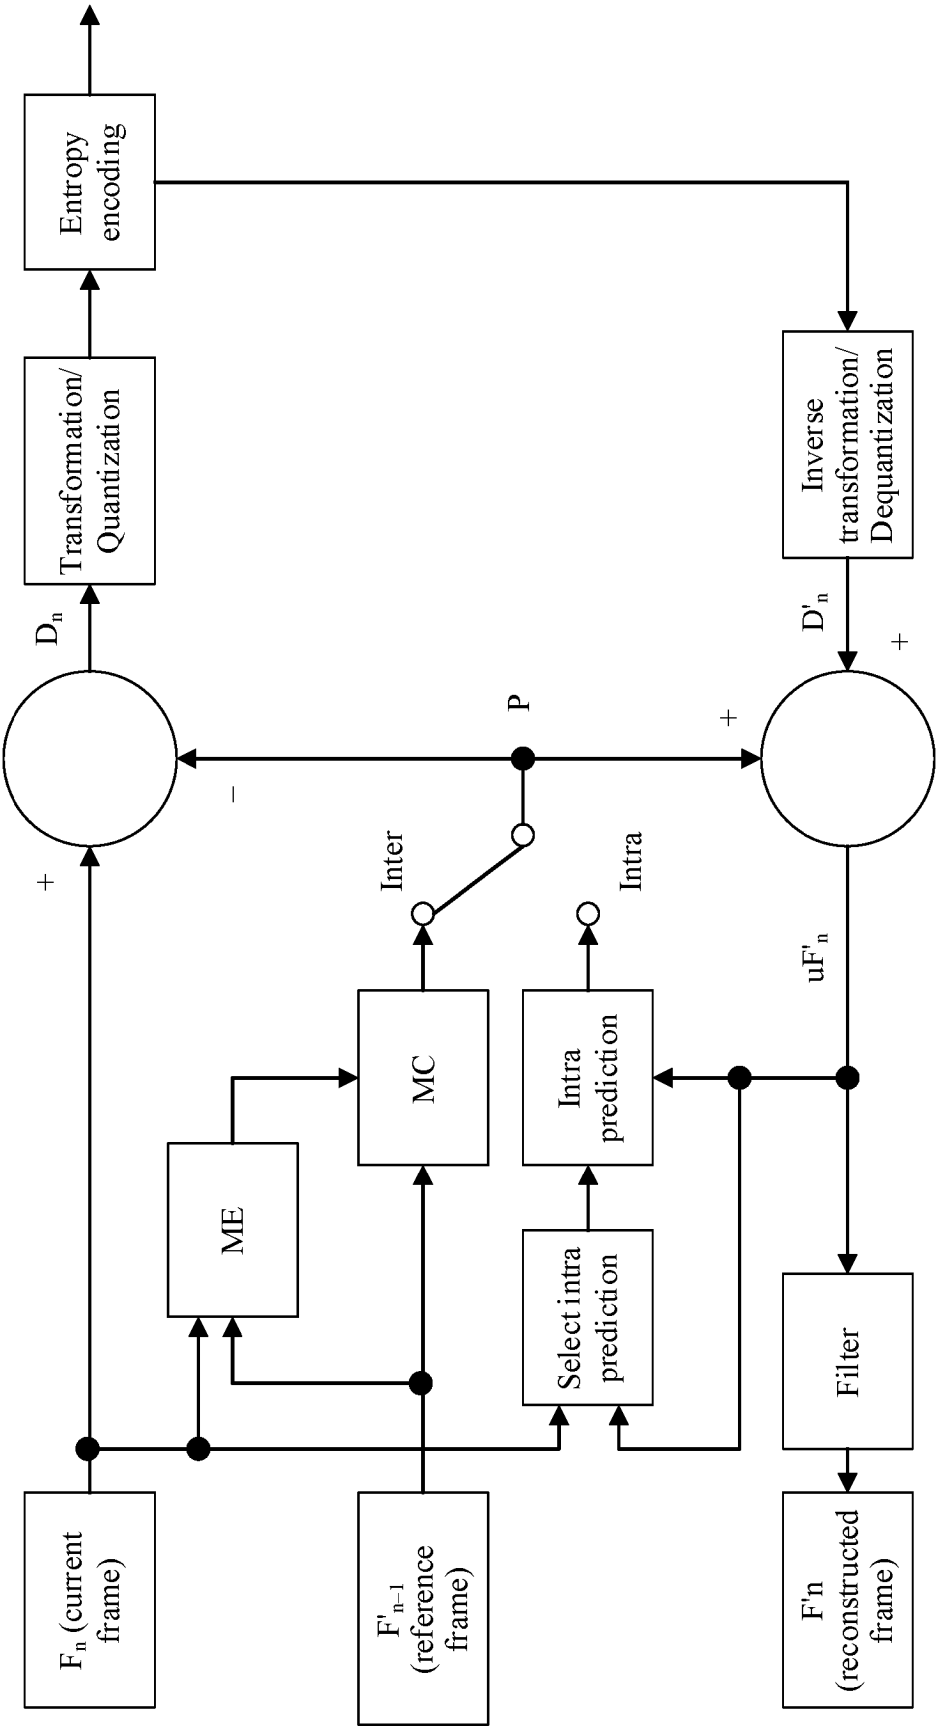 Fₙ (current
frame)
+
Dₙ
Transformation/
Quantization
Entropy
encoding
ME
−
F'ₙ₋₁
(reference
frame)
MC
Inter
P
Select intra
prediction
Intra
prediction
Intra
+
F'n
(reconstructed
frame)
Filter
uF'ₙ
D'ₙ
Inverse
transformation/
Dequantization
+